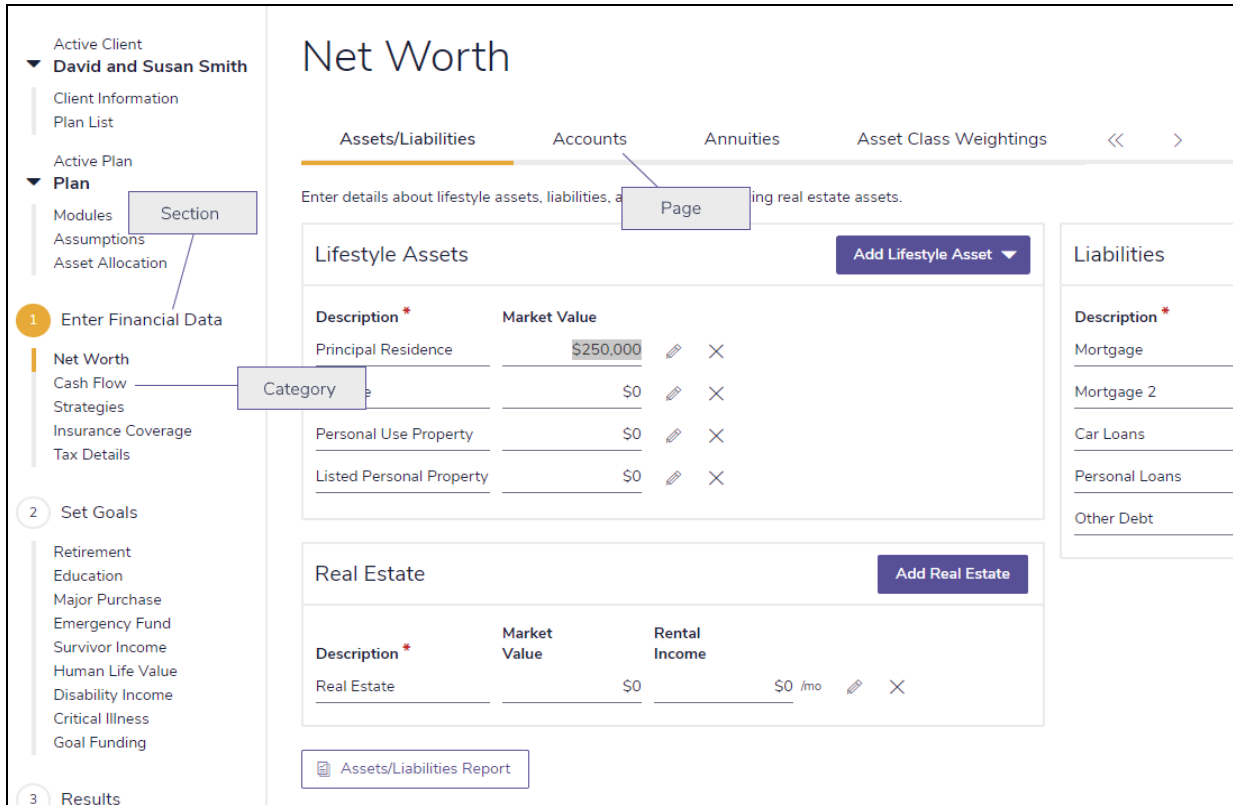 Active Client
David and Susan Smith
Client Information
Plan List
Active Plan
Plan
Modules
Assumptions
Asset Allocation
Section
1 Enter Financial Data
Net Worth
Cash Flow
Category
Strategies
Insurance Coverage
Tax Details
2 Set Goals
Retirement
Education
Major Purchase
Emergency Fund
Survivor Income
Human Life Value
Disability Income
Critical Illness
Goal Funding
3 Results
Net Worth
Assets/Liabilities Accounts Annuities Asset Class Weightings
Enter details about lifestyle assets, liabilities, a ing real estate assets.
Page
Lifestyle Assets Add Lifestyle Asset
Description * Market Value
Principal Residence $250,000
e $0
Personal Use Property $0
Listed Personal Property $0
Real Estate Add Real Estate
Description * Market Value Rental Income
Real Estate $0 $0 /mo
Assets/Liabilities Report
Liabilities
Description *
Mortgage
Mortgage 2
Car Loans
Personal Loans
Other Debt